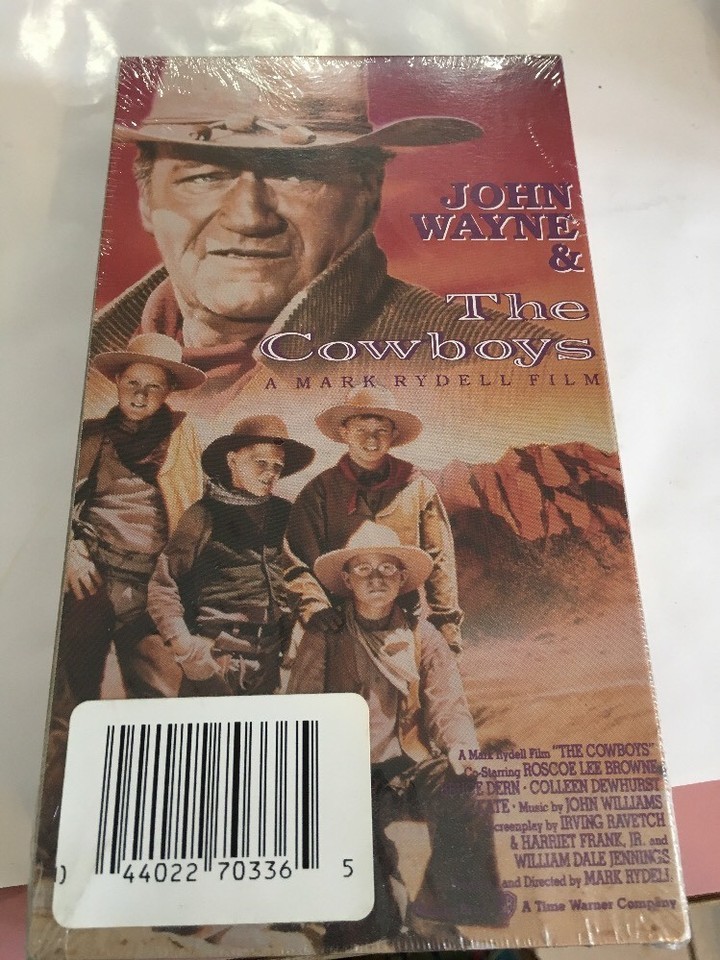 JOHN
WAYNE
&
The
Cowboys
A MARK RYDELL FILM
A Mark Rydell Film "THE COWBOYS"
Co-Starring ROSCOE LEE BROWNE
DERN · COLLEEN DEWHURST
Music by JOHN WILLIAMS
by IRVING RAVETCH
& HARRIET FRANK, JR. and
WILLIAM DALE JENNINGS
and Directed by MARK RYDELL
A Time Warner Company
44022 70336 5